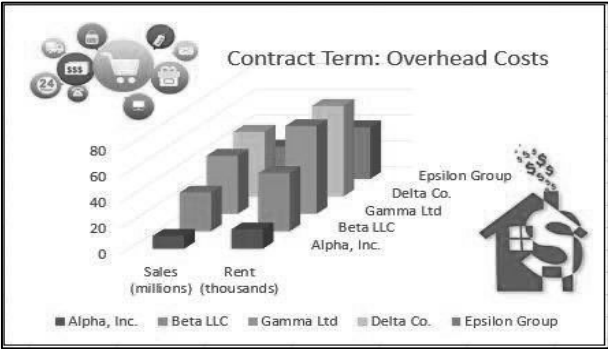 Contract Term: Overhead Costs
$$$
24
80
60
40
20
0
Epsilon Group
Delta Co.
Gamma Ltd
Beta LLC
Alpha, Inc.
Sales
(millions)
Rent
(thousands)
$ $ $ $ $
$
Alpha, Inc. Beta LLC Gamma Ltd Delta Co. Epsilon Group